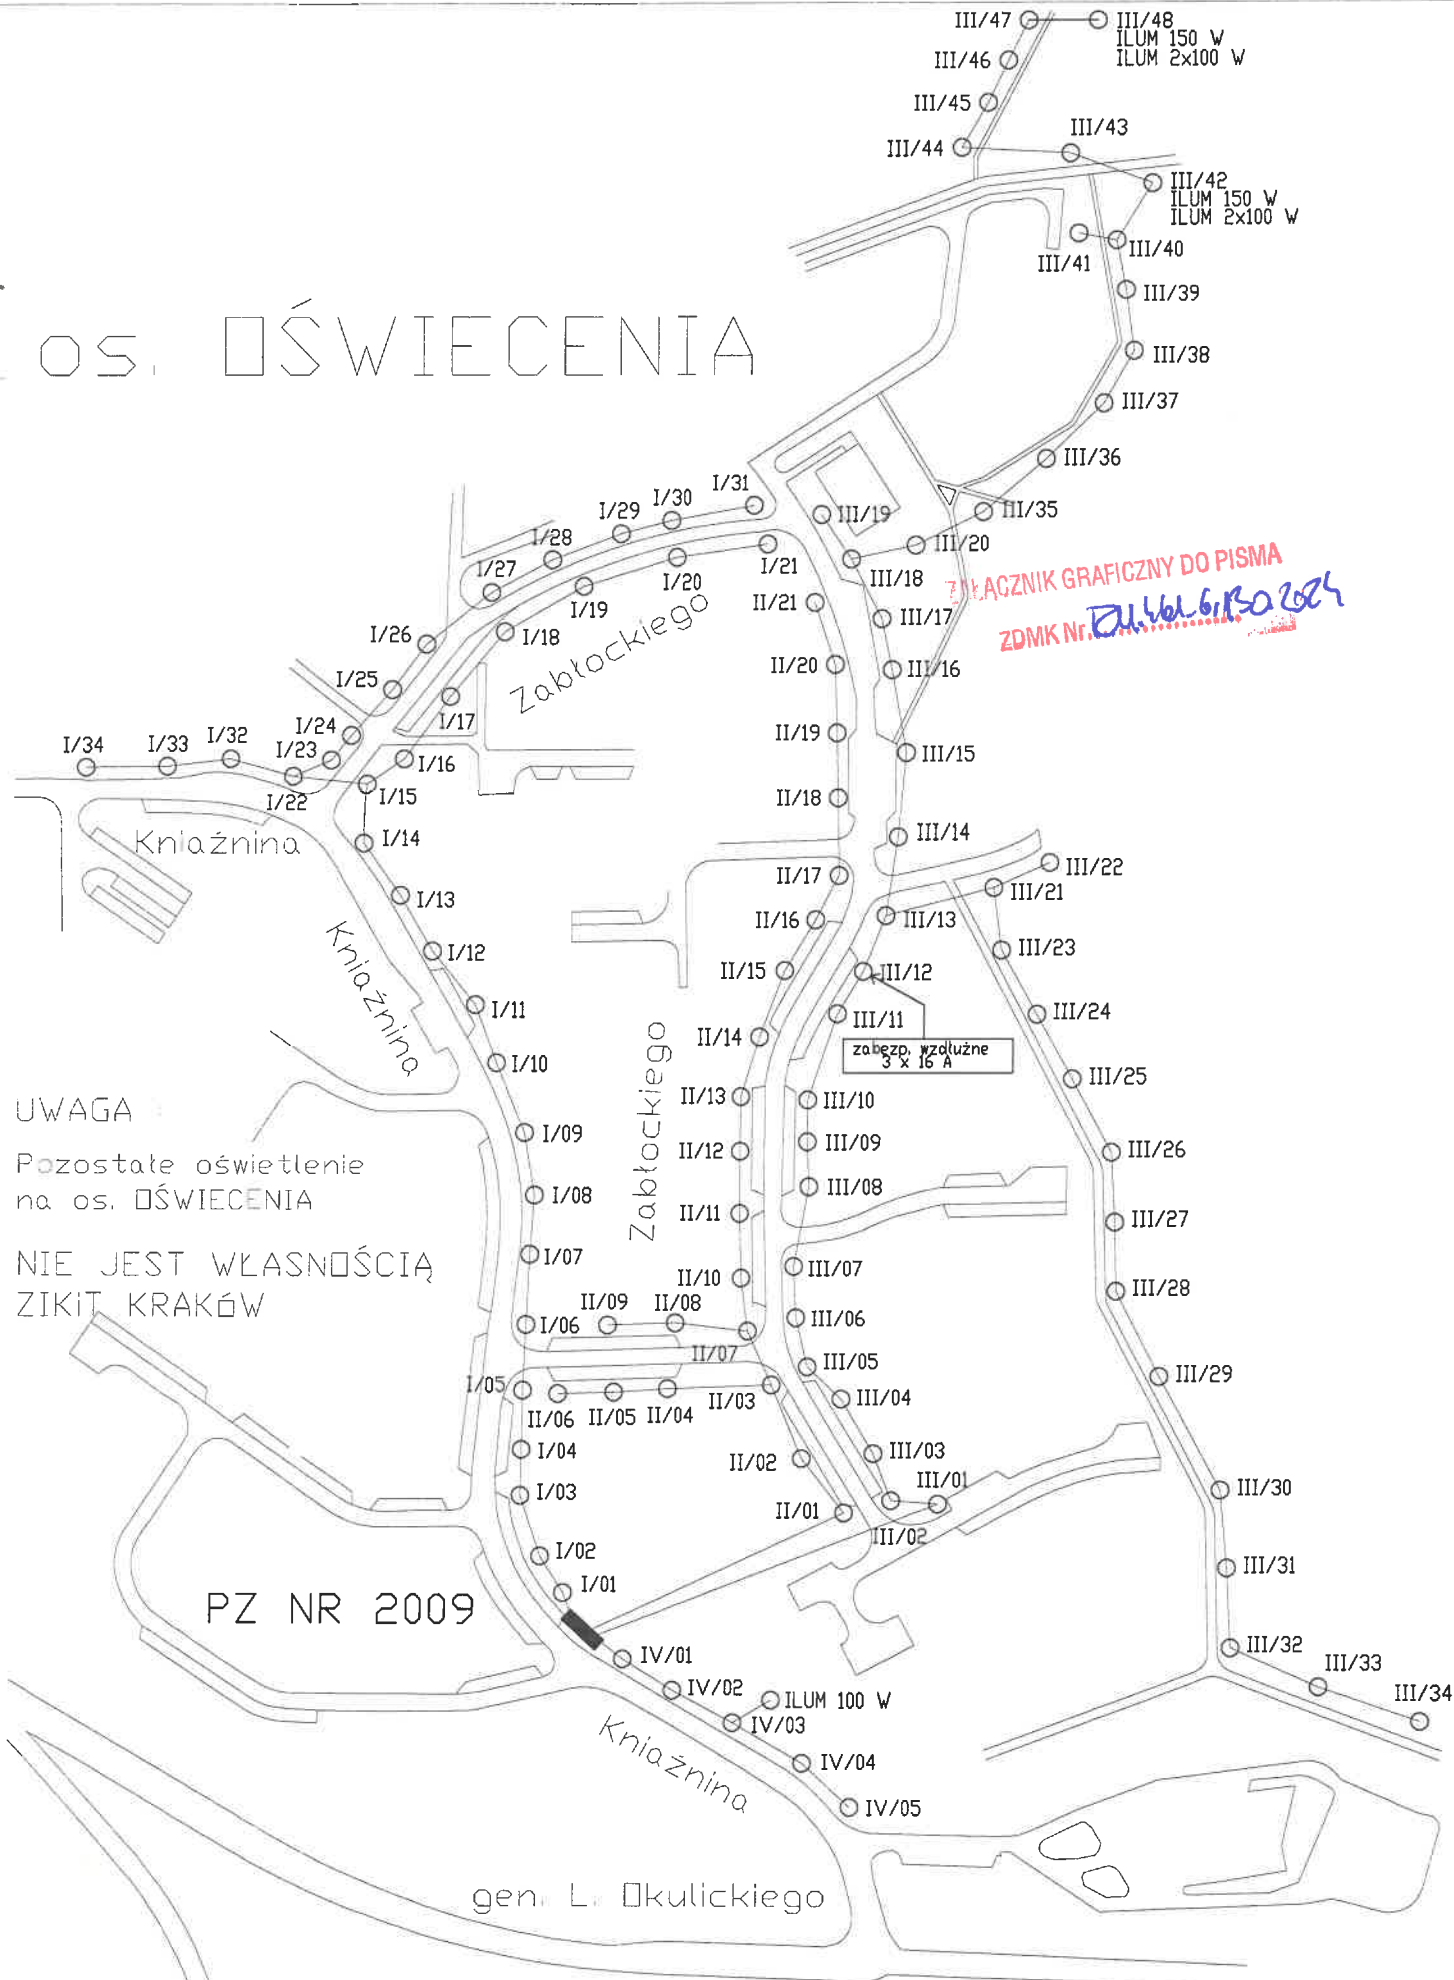 III/47
III/48
ILUM 150 W
ILUM 2x100 W
III/46
III/45
III/43
III/44
III/42
ILUM 150 W
ILUM 2x100 W
III/40
III/41
III/39
os. OŚWIECENIA
III/38
III/37
III/36
I/31
I/30
I/29
III/19
III/35
I/28
III/20
I/21
I/27
I/20
III/18
ZAŁĄCZNIK GRAFICZNY DO PISMA
ZDMK Nr.
I/19
II/21
III/17
I/18
I/26
Zabłockiego
II/20
III/16
I/25
I/17
I/24
II/19
I/34
I/33
I/32
I/23
III/15
I/16
I/22
I/15
II/18
Kniaźnina
I/14
III/14
III/22
II/17
III/21
I/13
II/16
III/13
Kniaźnina
I/12
III/23
II/15
III/12
I/11
III/11
III/24
II/14
zabezp. wzdłużne
3 x 16 A
I/10
III/25
II/13
III/10
UWAGA
Zabłockiego
I/09
III/09
II/12
III/26
Pozostałe oświetlenie
na os. OŚWIECENIA
III/08
I/08
II/11
III/27
I/07
NIE JEST WŁASNOŚCIĄ
ZIKiT KRAKÓW
III/07
II/10
III/28
II/09
II/08
III/06
I/06
II/07
III/05
III/29
I/05
II/03
III/04
II/06
II/05
II/04
I/04
III/03
II/02
III/01
III/30
I/03
II/01
III/02
I/02
III/31
I/01
PZ NR 2009
III/32
IV/01
III/33
IV/02
III/34
ILUM 100 W
IV/03
Kniaźnina
IV/04
IV/05
gen. L. Okulickiego